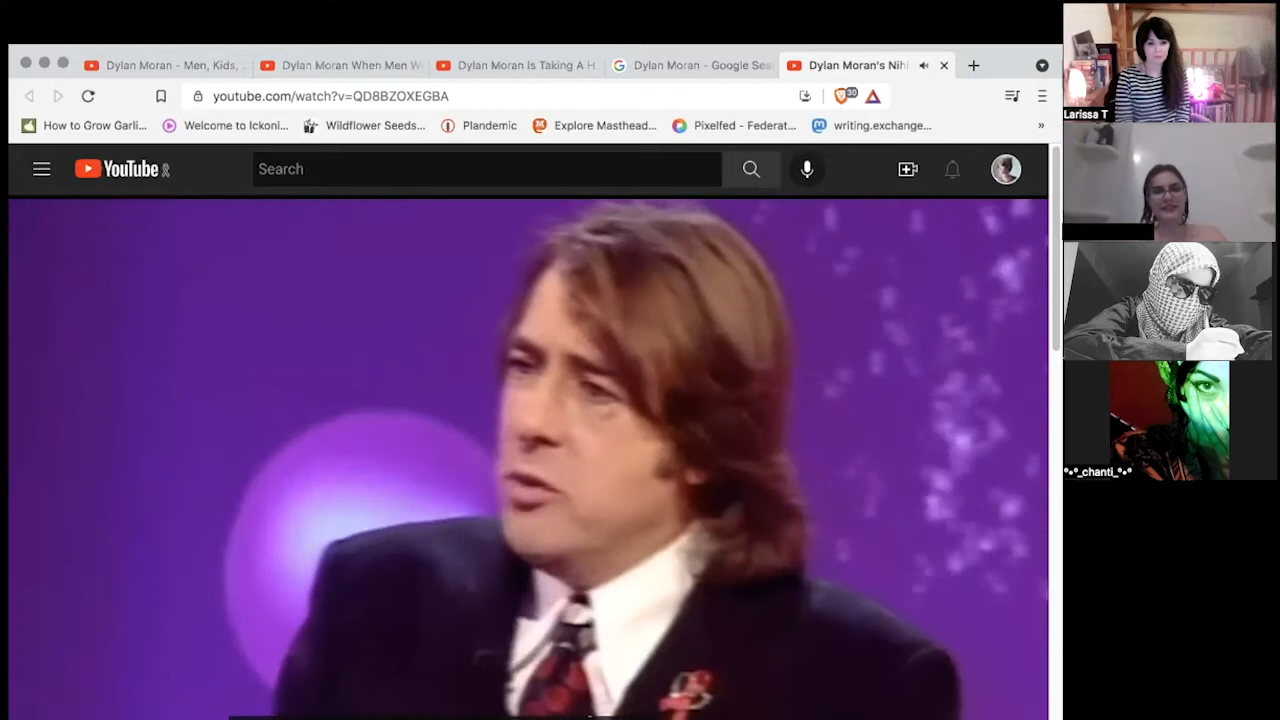 Dylan Moran - Men, Kids, ...
Dylan Moran When Men W
Dylan Moran Is Taking A H
Dylan Moran - Google Sea
Dylan Moran's Nihi
youtube.com/watch?v=QD8BZOXEGBA
30
How to Grow Garli...
Welcome to Ickoni...
Wildflower Seeds...
Plandemic
Explore Masthead...
Pixelfed - Federat...
writing.exchange...
»
YouTube
Search
Larissa T
°•°_chanti_°•°